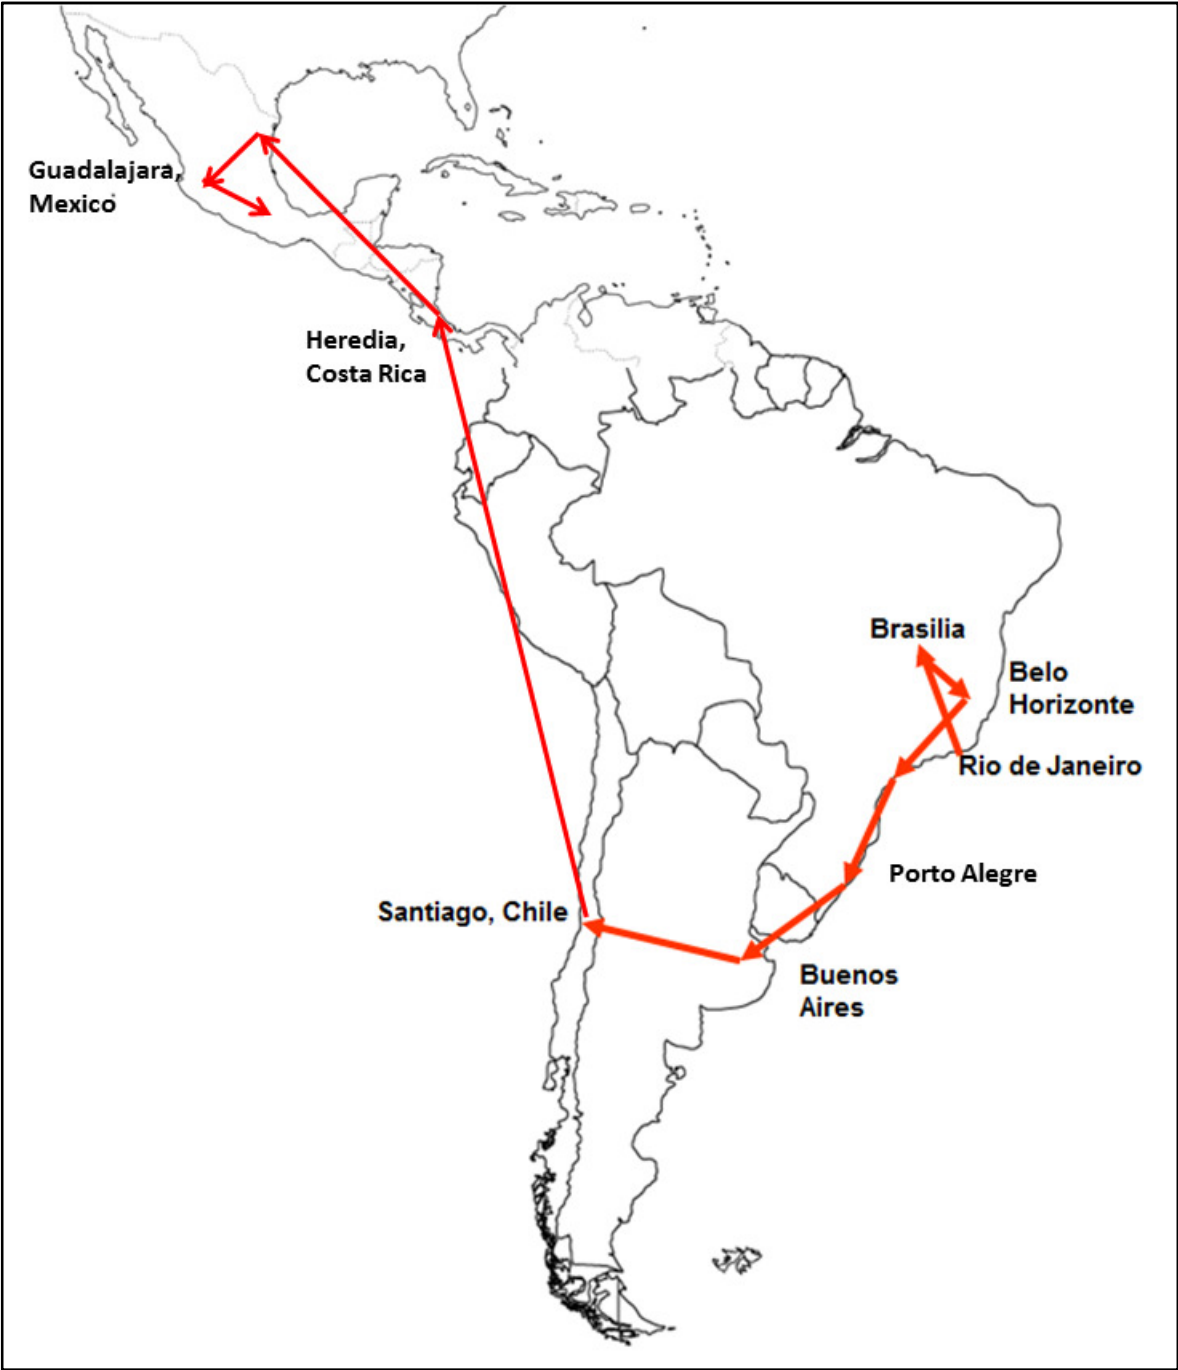 Guadalajara,
Mexico
Heredia,
Costa Rica
Brasilia
Belo
Horizonte
Rio de Janeiro
Porto Alegre
Santiago, Chile
Buenos
Aires